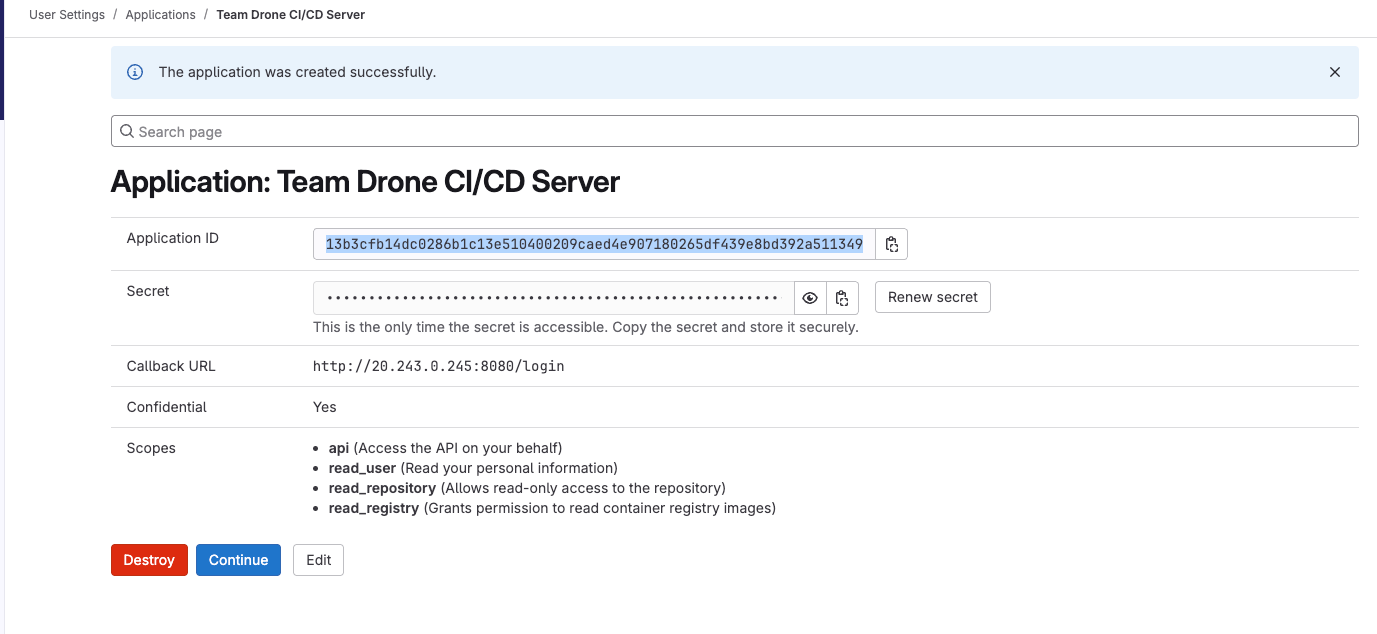 User Settings / Applications / Team Drone CI/CD Server
The application was created successfully.
Search page
Application: Team Drone CI/CD Server
Application ID
13b3cfb14dc0286b1c13e510400209caed4e907180265df439e8bd392a511349
Secret
••••••••••••••••••••••••••••••••••••••••••••••••••••••
Renew secret
This is the only time the secret is accessible. Copy the secret and store it securely.
Callback URL
http://20.243.0.245:8080/login
Confidential
Yes
Scopes
• api (Access the API on your behalf)
• read_user (Read your personal information)
• read_repository (Allows read-only access to the repository)
• read_registry (Grants permission to read container registry images)
Destroy Continue Edit